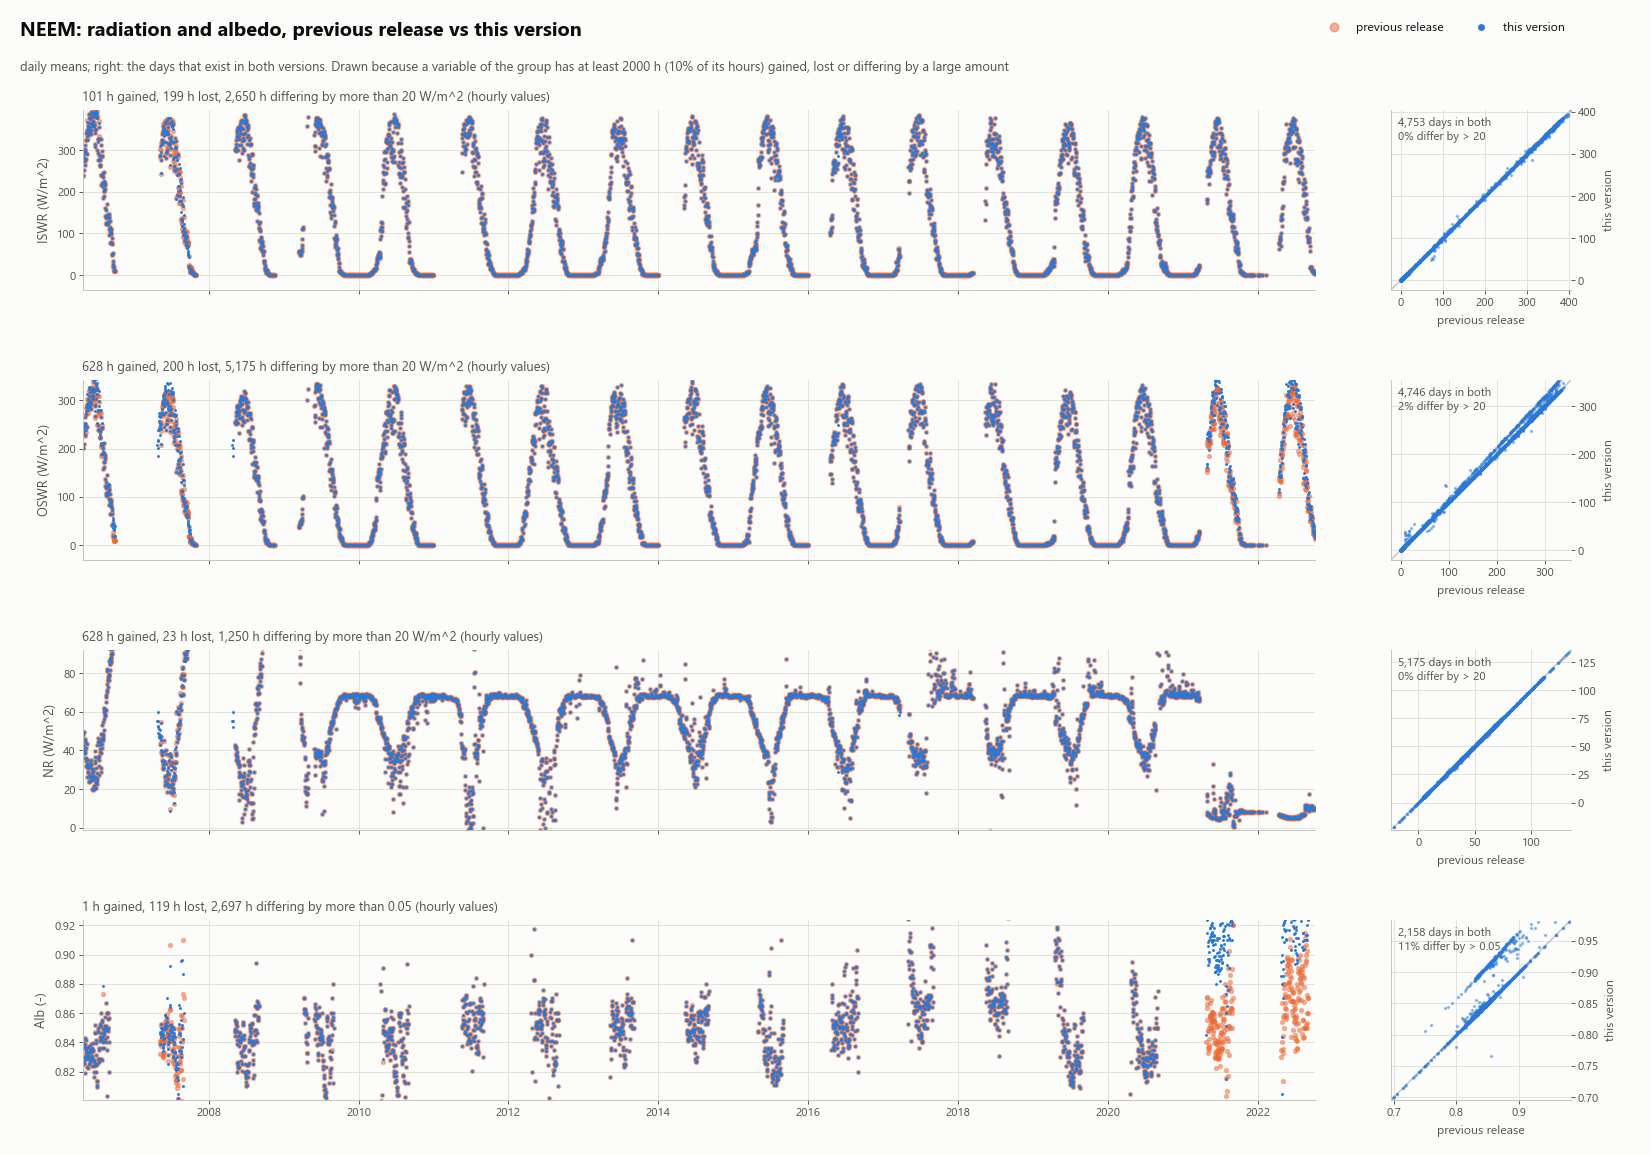 NEEM: radiation and albedo, previous release vs this version
previous release
this version
daily means; right: the days that exist in both versions. Drawn because a variable of the group has at least 2000 h (10% of its hours) gained, lost or differing by a large amount
101 h gained, 199 h lost, 2,650 h differing by more than 20 W/m^2 (hourly values)
ISWR (W/m^2)
300
200
100
0
4,753 days in both
0% differ by > 20
400
300
200
100
0
this version
0 100 200 300 400
previous release
628 h gained, 200 h lost, 5,175 h differing by more than 20 W/m^2 (hourly values)
OSWR (W/m^2)
300
200
100
0
4,746 days in both
2% differ by > 20
300
200
100
0
this version
0 100 200 300
previous release
628 h gained, 23 h lost, 1,250 h differing by more than 20 W/m^2 (hourly values)
NR (W/m^2)
80
60
40
20
0
5,175 days in both
0% differ by > 20
125
100
75
50
25
0
this version
0 50 100
previous release
1 h gained, 119 h lost, 2,697 h differing by more than 0.05 (hourly values)
Alb (-)
0.92
0.90
0.88
0.86
0.84
0.82
2008 2010 2012 2014 2016 2018 2020 2022
2,158 days in both
11% differ by > 0.05
0.95
0.90
0.85
0.80
0.75
0.70
this version
0.7 0.8 0.9
previous release